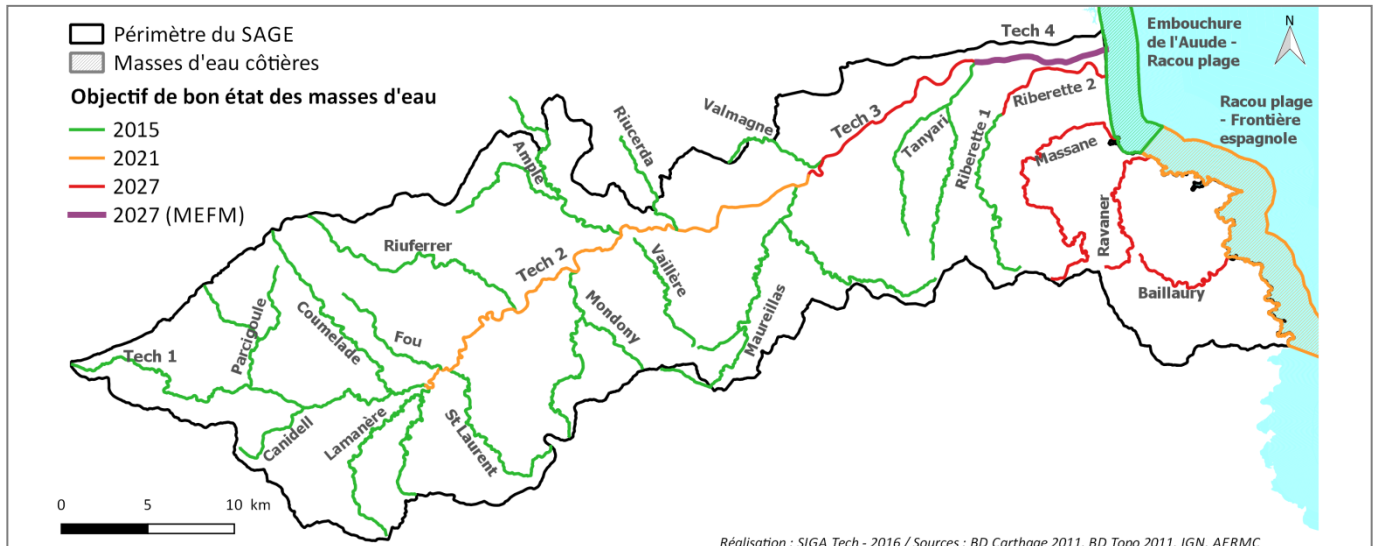 Périmètre du SAGE
Masses d'eau côtières
Objectif de bon état des masses d'eau
2015
2021
2027
2027 (MEFM)
Tech 4
Embouchure
de l'Auude -
Racou plage
N
Racou plage
- Frontière
espagnole
Valmagne
Riucerda
Ample
Tech 3
Riberette 2
Tanyari
Riberette 1
Massane
Ravaner
Baillaury
Riuferrer
Tech 2
Vaillère
Mondony
Maureillas
Parcigoule
Coumelade
Fou
Tech 1
Canidell
Lamanère
St Laurent
0 5 10 km
Réalisation : SIGA Tech - 2016 / Sources : BD Carthage 2011, BD Topo 2011, IGN, AERMC